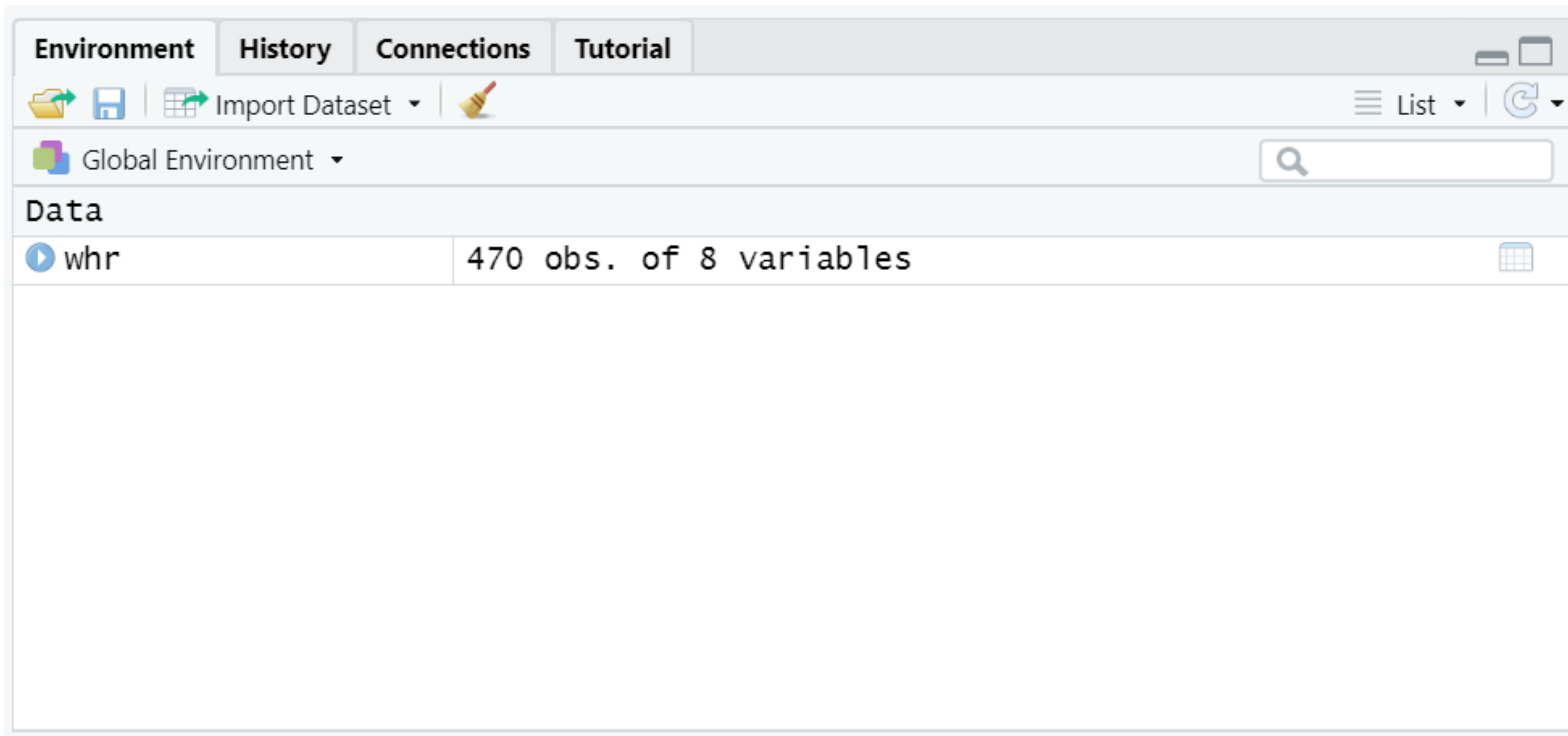 Environment History Connections Tutorial
Import Dataset List
Global Environment
Data
whr 470 obs. of 8 variables